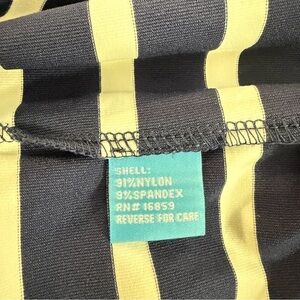 SHELL:
91%NYLON
9%SPANDEX
RN# 16859
REVERSE FOR CARE